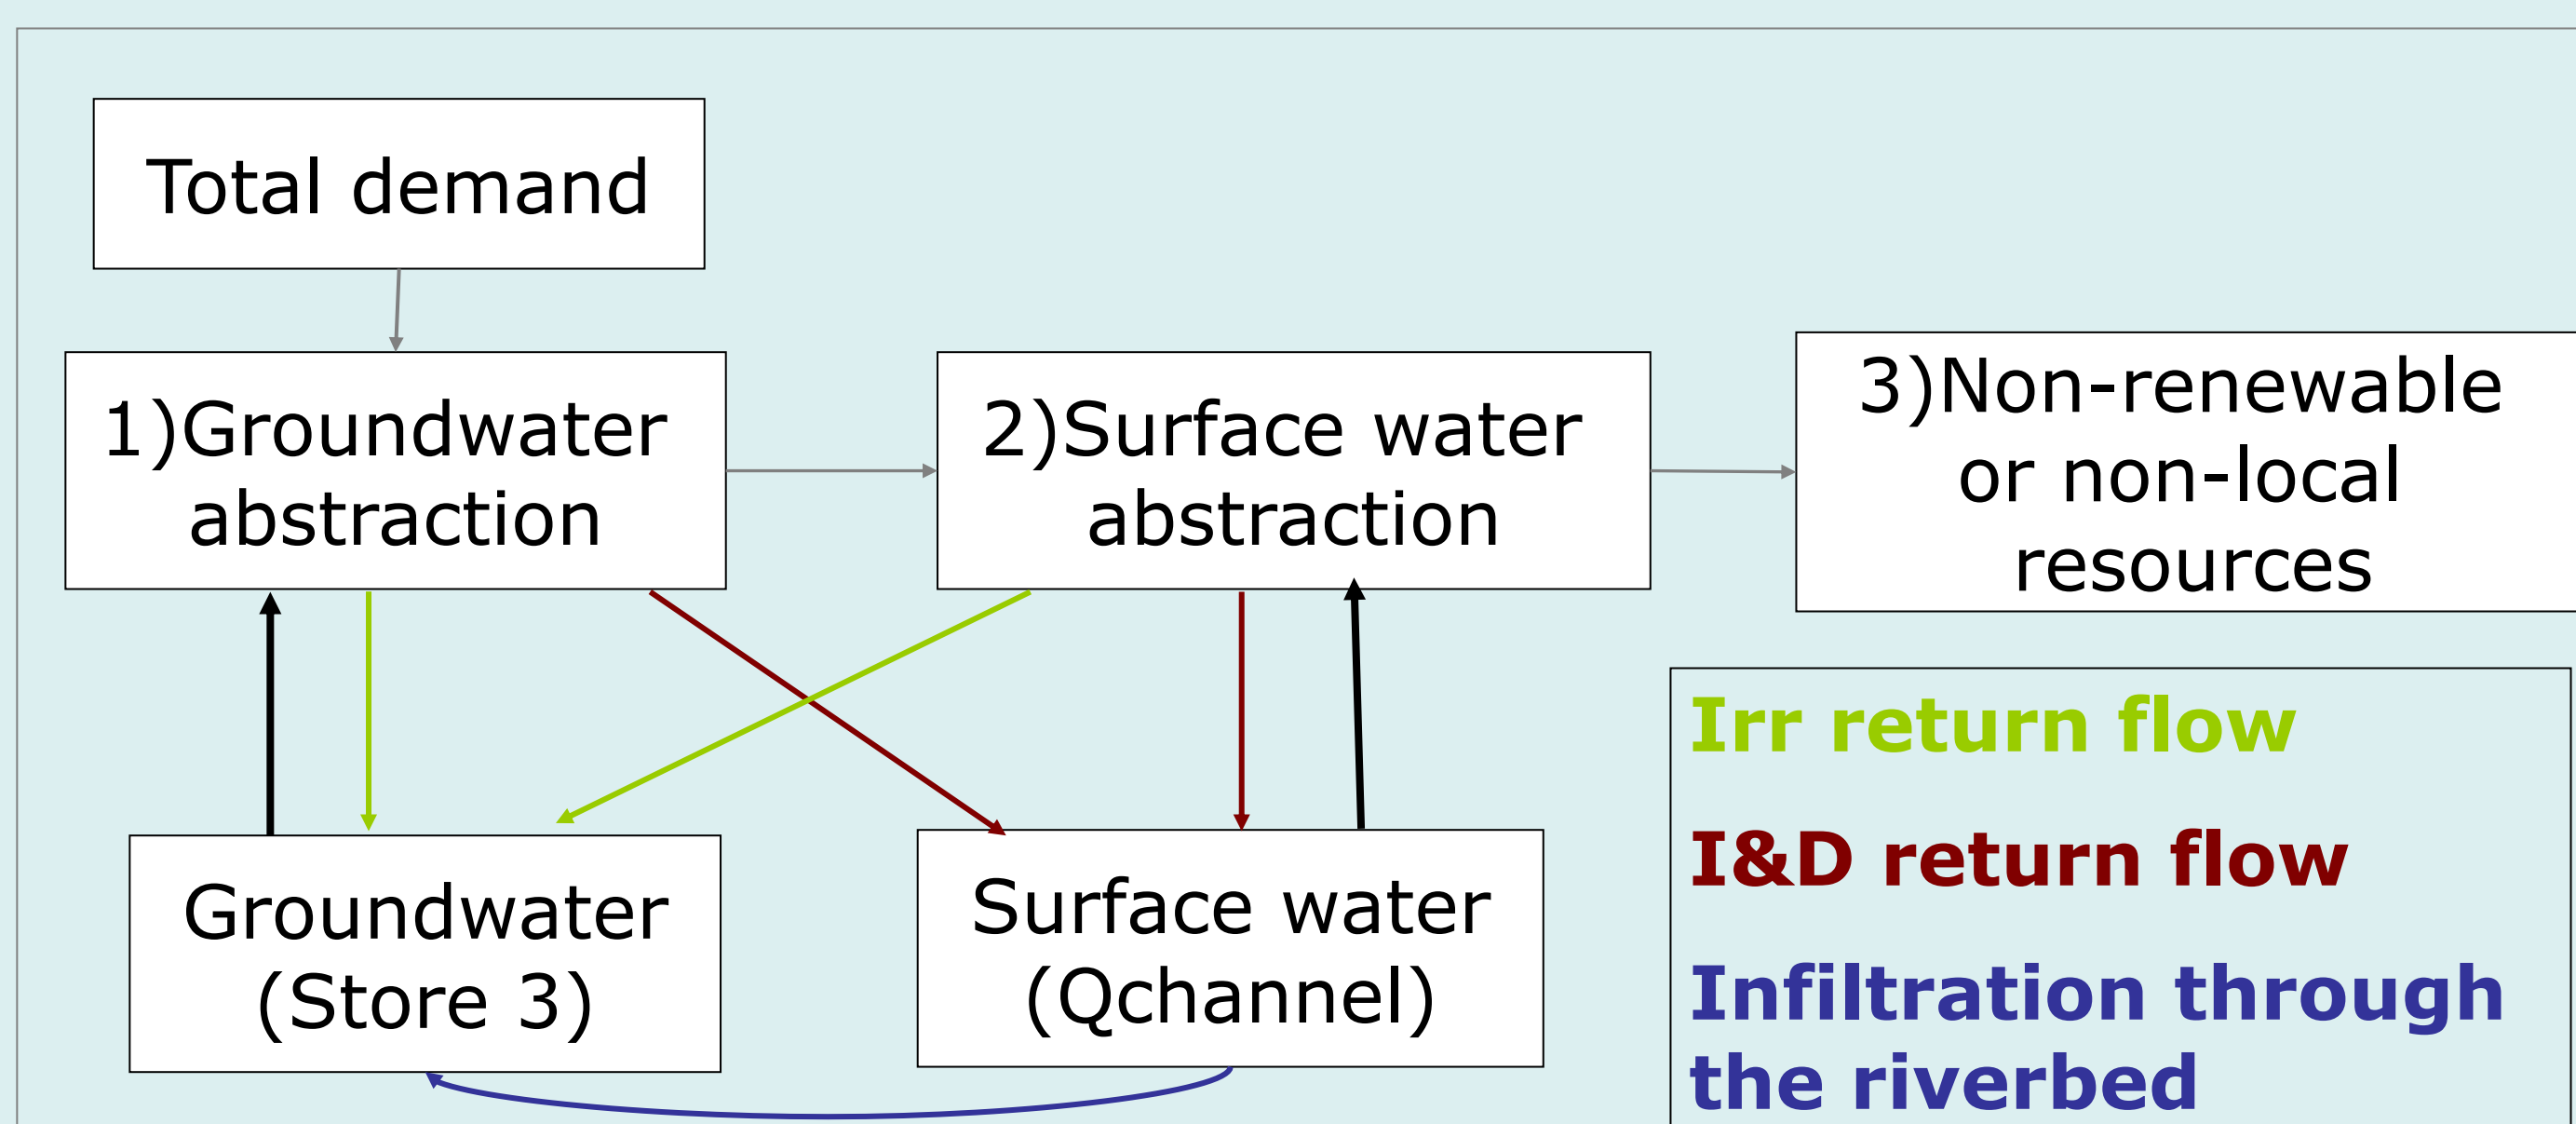 Total demand
1)Groundwater
abstraction
2)Surface water
abstraction
3)Non-renewable
or non-local
resources
Groundwater
(Store 3)
Surface water
(Qchannel)
Irr return flow
I&D return flow
Infiltration through
the riverbed